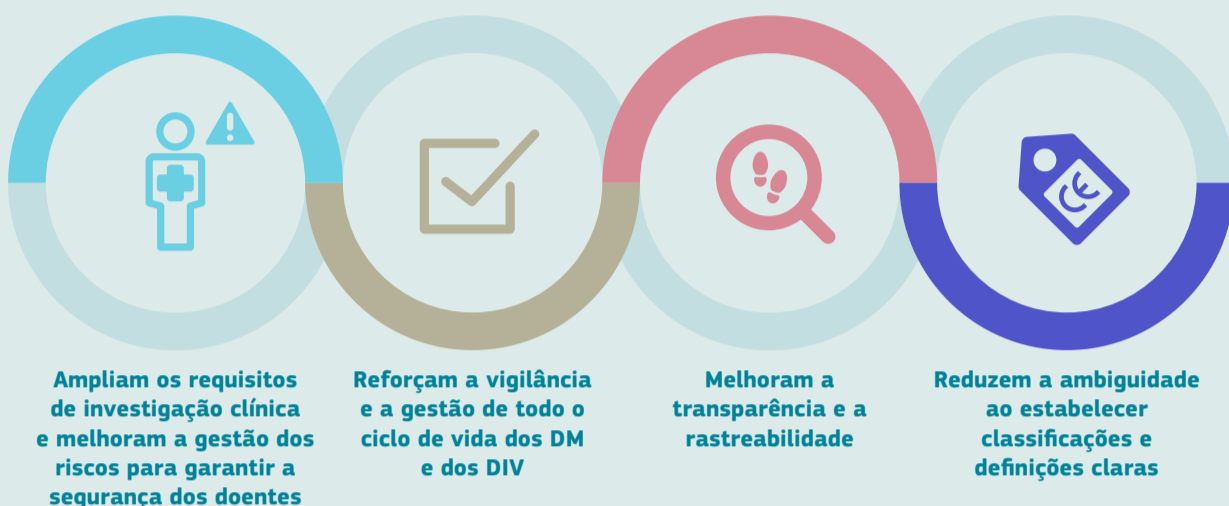 CE
Ampliam os requisitos
de investigação clínica
e melhoram a gestão dos
riscos para garantir a
segurança dos doentes
Reforçam a vigilância
e a gestão de todo o
ciclo de vida dos DM
e dos DIV
Melhoram a
transparência e a
rastreabilidade
Reduzem a ambiguidade
ao estabelecer
classificações e
definições claras